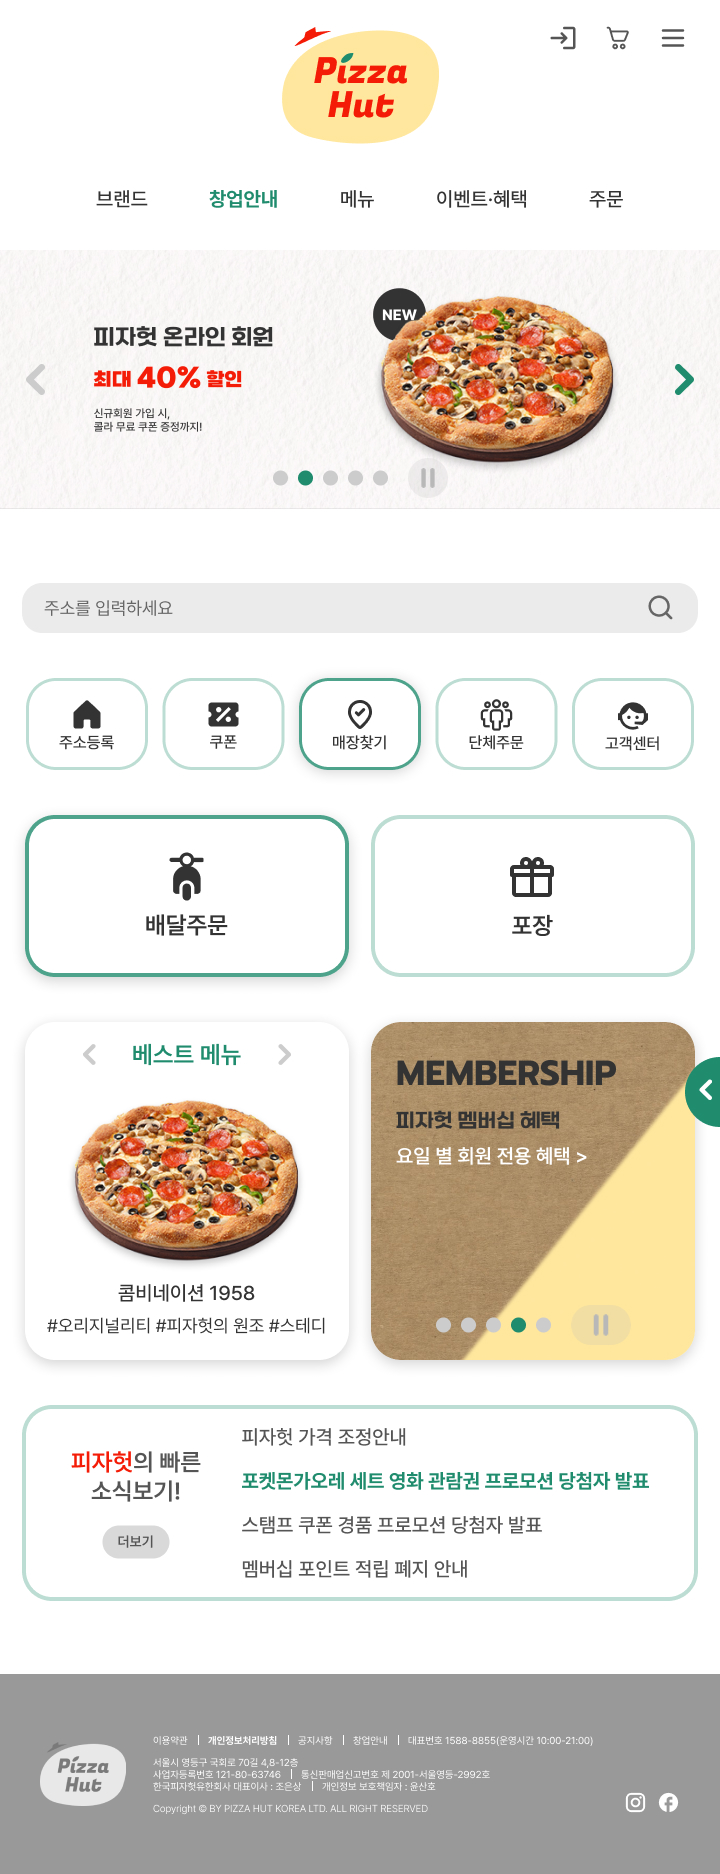 Pizza
Hut
브랜드 창업안내 메뉴 이벤트·혜택 주문
피자헛 온라인 회원
최대 40% 할인
신규회원 가입 시,
콜라 무료 쿠폰 증정까지!
NEW
주소를 입력하세요
주소등록 쿠폰 매장찾기 단체주문 고객센터
배달주문 포장
베스트 메뉴
콤비네이션 1958
#오리지널리티 #피자헛의 원조 #스테디
MEMBERSHIP
피자헛 멤버십 혜택
요일 별 회원 전용 혜택 >
피자헛의 빠른
소식보기!
더보기
피자헛 가격 조정안내
포켓몬가오레 세트 영화 관람권 프로모션 당첨자 발표
스탬프 쿠폰 경품 프로모션 당첨자 발표
멤버십 포인트 적립 폐지 안내
Pizza
Hut
이용약관 | 개인정보처리방침 | 공지사항 | 창업안내 | 대표번호 1588-8855(운영시간 10:00-21:00)
서울시 영등구 국회로 70길 4,8-12층
사업자등록번호 121-80-63746 | 통신판매업신고번호 제 2001-서울영등-2992호
한국피자헛유한회사 대표이사 : 조은상 | 개인정보 보호책임자 : 윤산호
Copyright © BY PIZZA HUT KOREA LTD. ALL RIGHT RESERVED